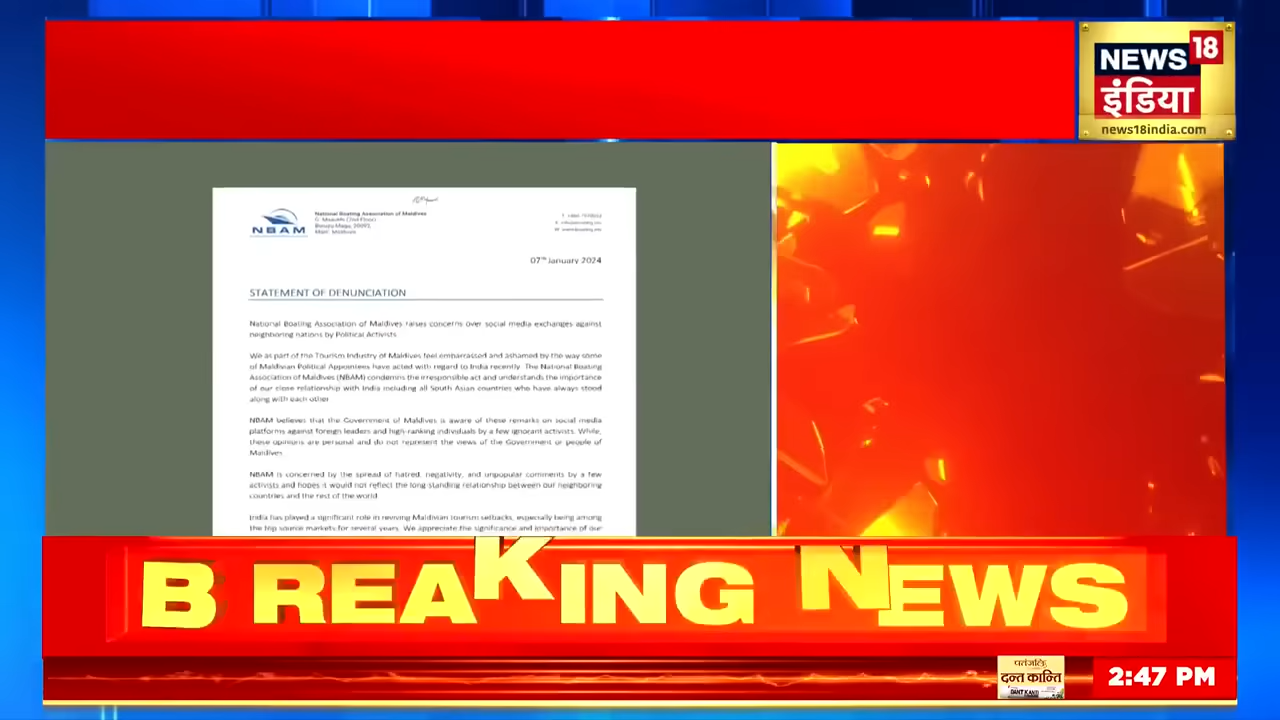 NEWS 18
इंडिया
news18india.com
NBAM
National Boating Association of Maldives
07th January 2024
STATEMENT OF DENUNCIATION
National Boating Association of Maldives raises concerns over social media exchanges against
neighboring nations by Political Activists
We as part of the Tourism Industry of Maldives feel embarrassed and ashamed by the way some
of Maldivian Political Appointees have acted with regard to India recently. The National Boating
Association of Maldives (NBAM) condemns the irresponsible act and understands the importance
of our close relationship with India including all South Asian countries who have always stood
along with each other
NBAM believes that the Government of Maldives is aware of these remarks on social media
platforms against foreign leaders and high-ranking individuals by a few ignorant activists. While,
these opinions are personal and do not represent the views of the Government or people of
Maldives
NBAM is concerned by the spread of hatred, negativity, and unpopular comments by a few
activists and hopes it would not reflect the long standing relationship between our neighboring
countries and the rest of the world
India has played a significant role in reviving Maldivian tourism setbacks, especially being among
the top source markets for several years. We appreciate the significance and importance of our
BREAKING NEWS
पतंजलि
दन्त कान्ति
DANT KANTI
2:47 PM